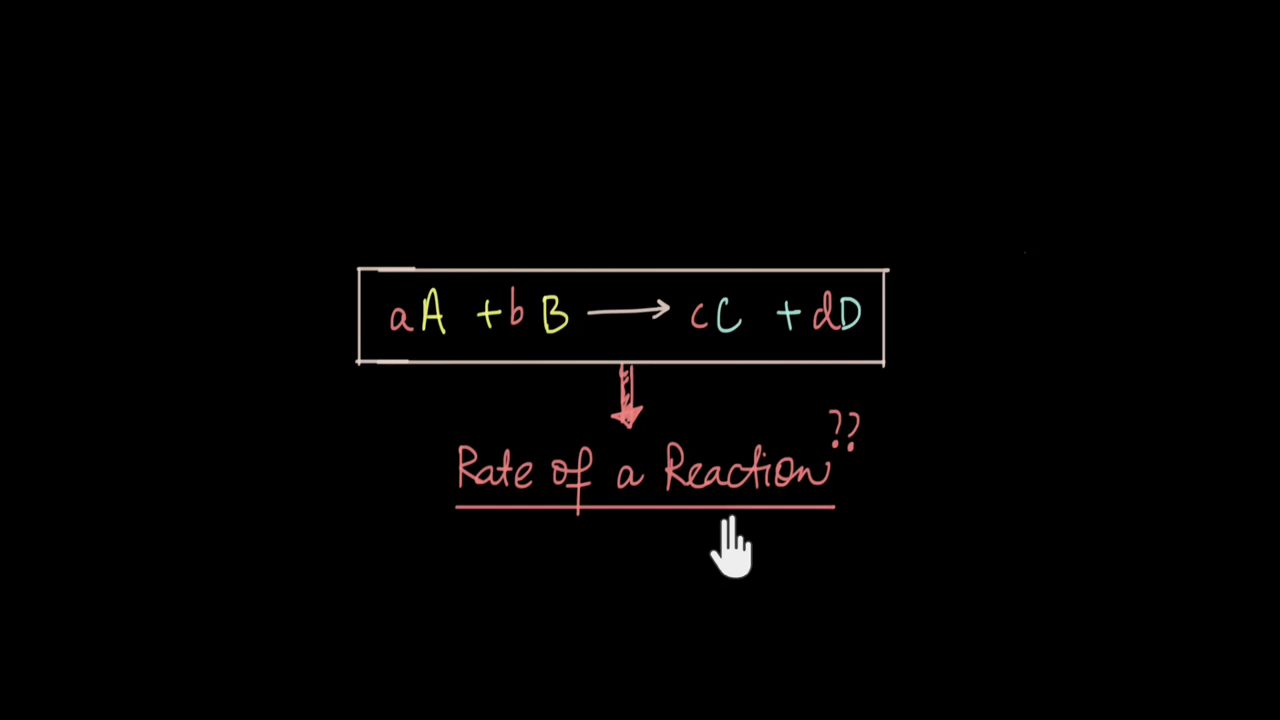 aA + bB → cC + dD
Rate of a Reaction??